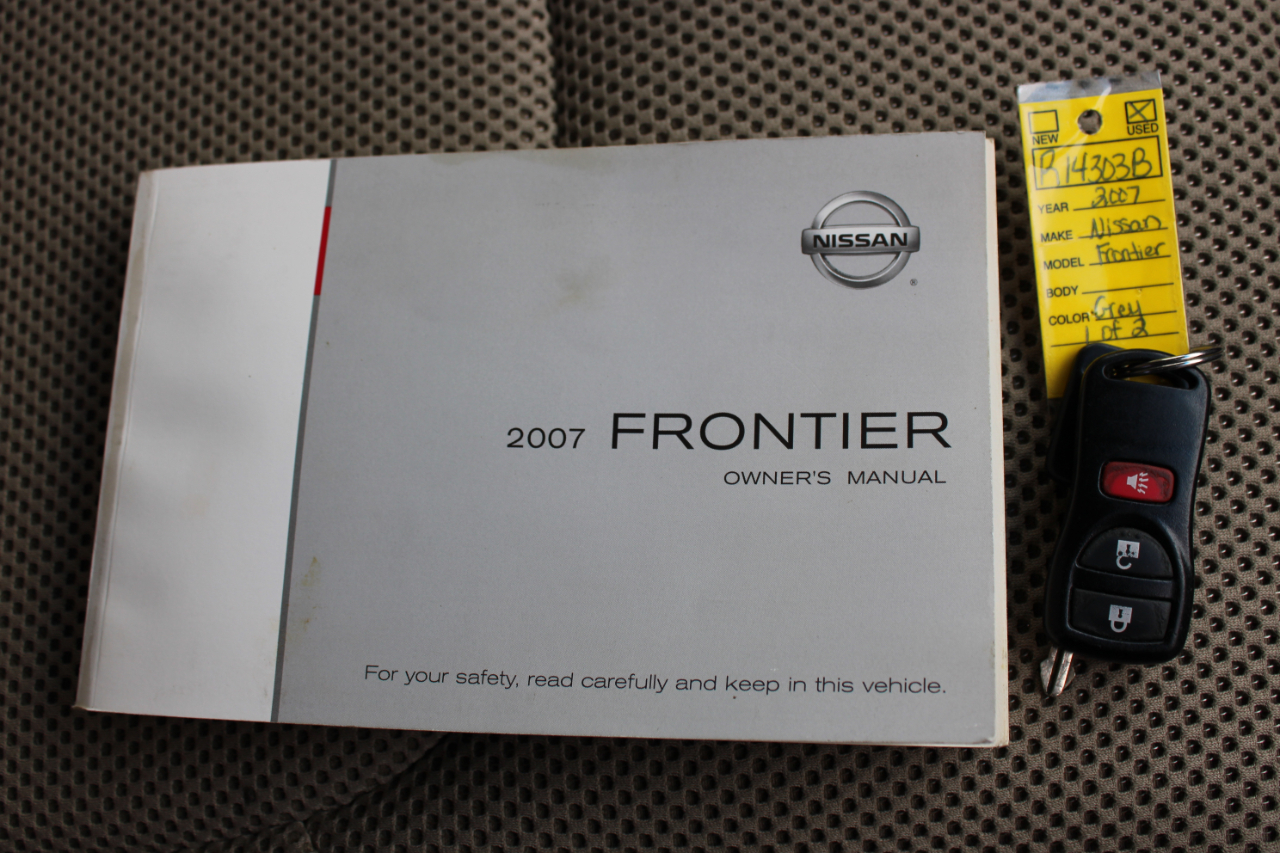 NISSAN
®
2007 FRONTIER
OWNER'S MANUAL
For your safety, read carefully and keep in this vehicle.
NEW USED
R14303B
YEAR 2007
MAKE Nissan
MODEL Frontier
BODY
COLOR Grey
1 of 2